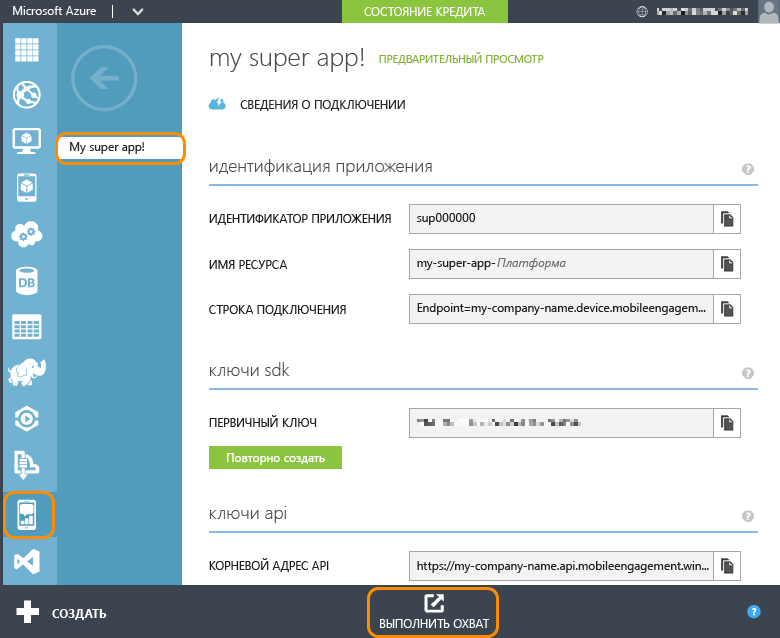 Microsoft Azure
СОСТОЯНИЕ КРЕДИТА
My super app!
my super app! ПРЕДВАРИТЕЛЬНЫЙ ПРОСМОТР
СВЕДЕНИЯ О ПОДКЛЮЧЕНИИ
идентификация приложения
?
ИДЕНТИФИКАТОР ПРИЛОЖЕНИЯ sup000000
ИМЯ РЕСУРСА my-super-app-Платформа
СТРОКА ПОДКЛЮЧЕНИЯ Endpoint=my-company-name.device.mobileengagem...
ключи sdk
?
ПЕРВИЧНЫЙ КЛЮЧ
Повторно создать
ключи api
?
КОРНЕВОЙ АДРЕС API https://my-company-name.api.mobileengagement.win...
DB
СОЗДАТЬ
ВЫПОЛНИТЬ ОХВАТ
?